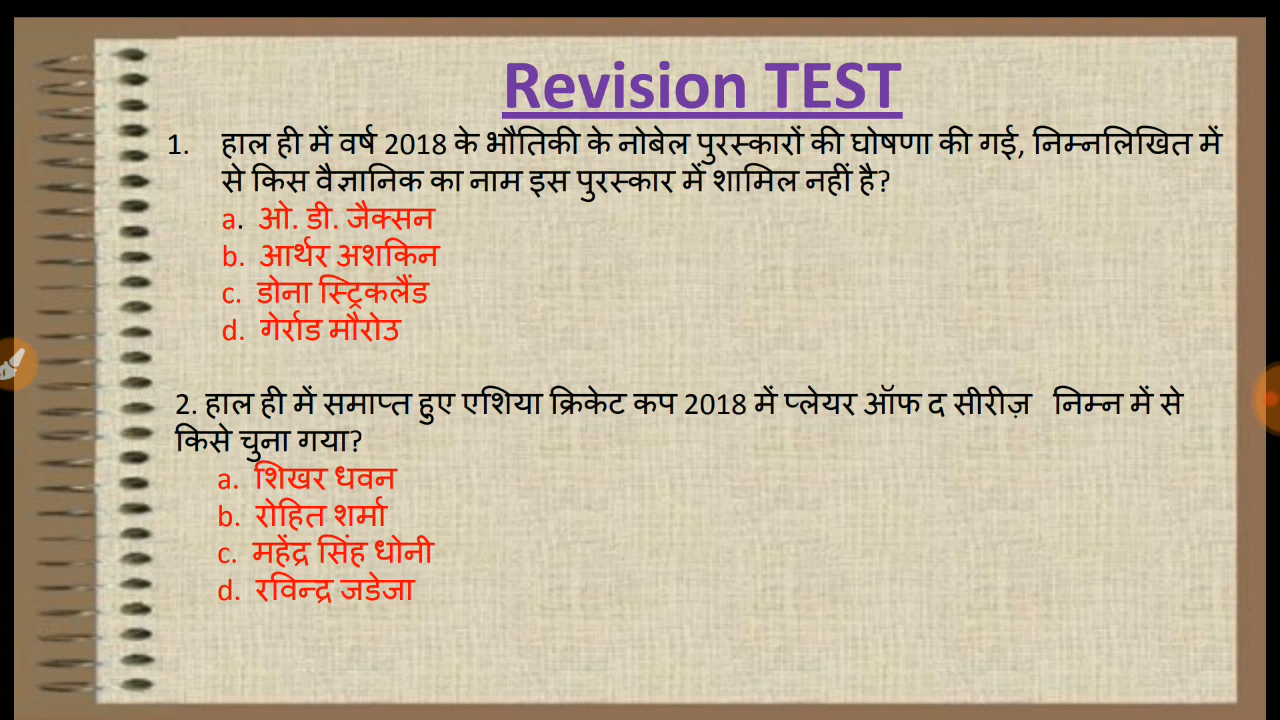 Revision TEST
1. हाल ही में वर्ष 2018 के भौतिकी के नोबेल पुरस्कारों की घोषणा की गई, निम्नलिखित में
से किस वैज्ञानिक का नाम इस पुरस्कार में शामिल नहीं है?
a. ओ. डी. जैक्सन
b. आर्थर अशकिन
c. डोना स्ट्रिकलैंड
d. गेर्राड मौरोउ
2. हाल ही में समाप्त हुए एशिया क्रिकेट कप 2018 में प्लेयर ऑफ द सीरीज़ निम्न में से
किसे चुना गया?
a. शिखर धवन
b. रोहित शर्मा
c. महेंद्र सिंह धोनी
d. रविन्द्र जडेजा